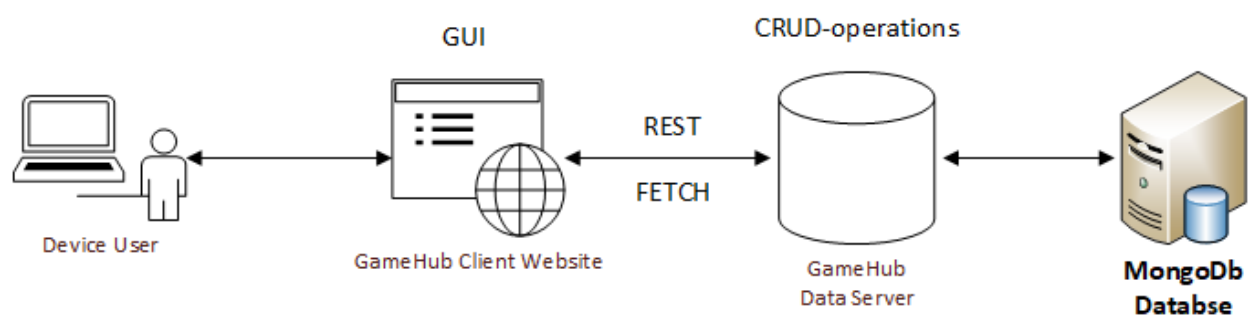 GUI
CRUD-operations
REST
FETCH
Device User
GameHub Client Website
GameHub
Data Server
MongoDb
Databse